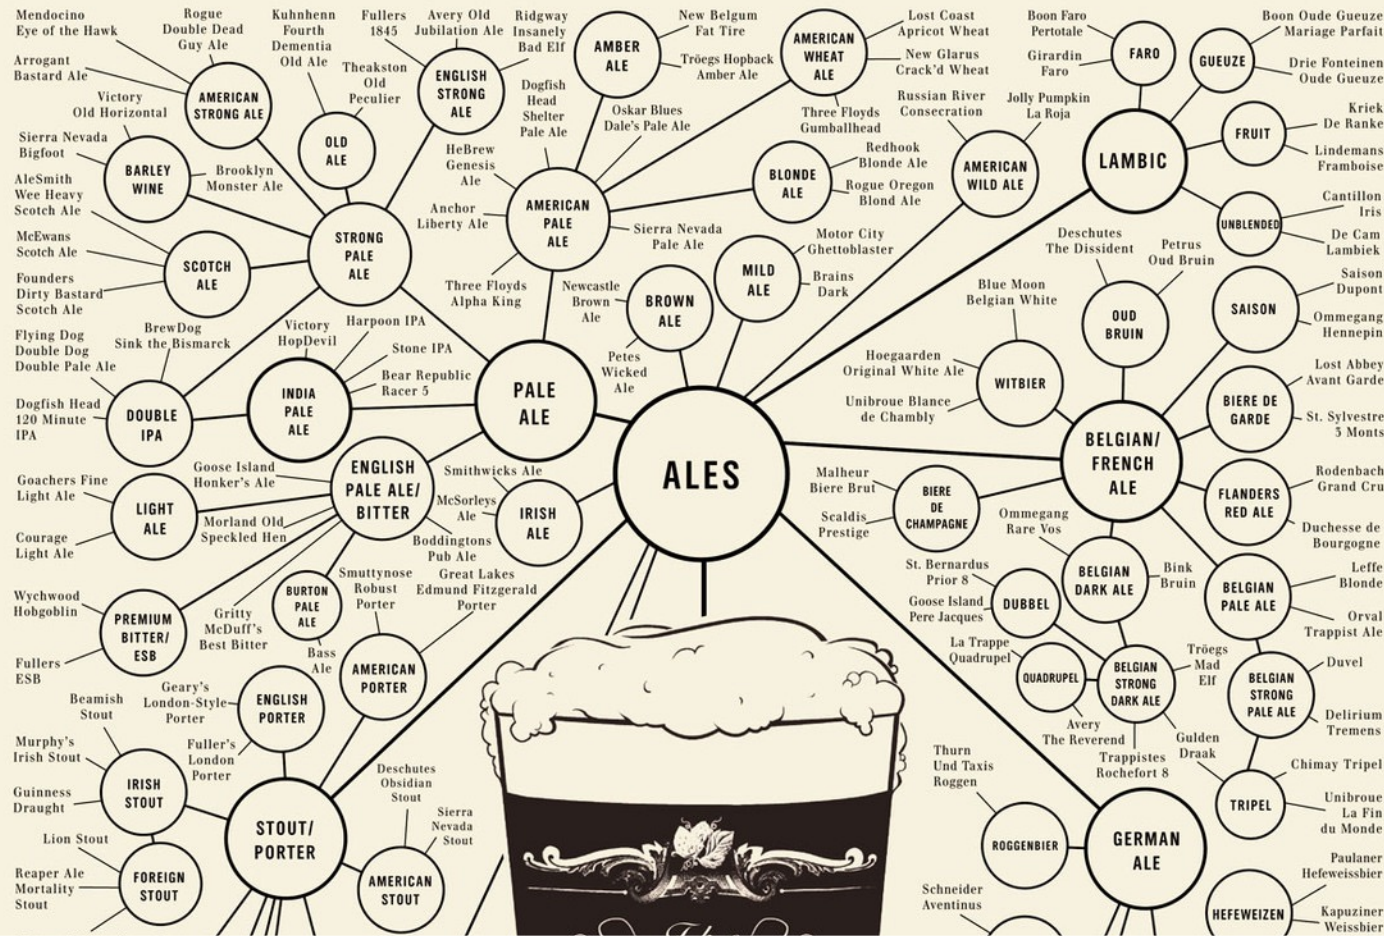 Mendocino
Eye of the Hawk
Rogue
Double Dead
Guy Ale
Kuhnhenn
Fourth
Dementia
Old Ale
Fullers
1845
Avery Old
Jubilation Ale
Ridgway
Insanely
Bad Elf
AMBER
ALE
New Belgum
Fat Tire
Tröegs Hopback
Amber Ale
AMERICAN
WHEAT
ALE
Lost Coast
Apricot Wheat
New Glarus
Crack'd Wheat
Three Floyds
Gumballhead
Boon Faro
Pertotale
Girardin
Faro
FARO
GUEUZE
Boon Oude Gueuze
Mariage Parfait
Drie Fonteinen
Oude Gueuze
Arrogant
Bastard Ale
AMERICAN
STRONG ALE
Theakston
Old
Peculier
OLD
ALE
ENGLISH
STRONG
ALE
Dogfish
Head
Shelter
Pale Ale
Oskar Blues
Dale's Pale Ale
Russian River
Consecration
Jolly Pumpkin
La Roja
AMERICAN
WILD ALE
LAMBIC
FRUIT
Kriek
De Ranke
Lindemans
Framboise
Victory
Old Horizontal
Sierra Nevada
Bigfoot
BARLEY
WINE
Brooklyn
Monster Ale
HeBrew
Genesis
Ale
Anchor
Liberty Ale
AMERICAN
PALE
ALE
Sierra Nevada
Pale Ale
Three Floyds
Alpha King
BLONDE
ALE
Redhook
Blonde Ale
Rogue Oregon
Blond Ale
UNBLENDED
Cantillon
Iris
De Cam
Lambiek
AleSmith
Wee Heavy
Scotch Ale
McEwans
Scotch Ale
Founders
Dirty Bastard
Scotch Ale
SCOTCH
ALE
STRONG
PALE
ALE
Newcastle
Brown
Ale
BROWN
ALE
Petes
Wicked
Ale
MILD
ALE
Motor City
Ghettoblaster
Brains
Dark
Deschutes
The Dissident
Petrus
Oud Bruin
OUD
BRUIN
SAISON
Saison
Dupont
Ommegang
Hennepin
Flying Dog
Double Dog
Double Pale Ale
BrewDog
Sink the Bismarck
Dogfish Head
120 Minute
IPA
DOUBLE
IPA
Victory
HopDevil
Harpoon IPA
Stone IPA
Bear Republic
Racer 5
INDIA
PALE
ALE
PALE
ALE
Blue Moon
Belgian White
Hoegaarden
Original White Ale
Unibroue Blance
de Chambly
WITBIER
BIERE DE
GARDE
Lost Abbey
Avant Garde
St. Sylvestre
3 Monts
ALES
BELGIAN/
FRENCH
ALE
Goachers Fine
Light Ale
Courage
Light Ale
LIGHT
ALE
Goose Island
Honker's Ale
Morland Old
Speckled Hen
ENGLISH
PALE ALE/
BITTER
Smithwicks Ale
McSorleys
Ale
IRISH
ALE
Boddingtons
Pub Ale
Malheur
Biere Brut
Scaldis
Prestige
BIERE
DE
CHAMPAGNE
FLANDERS
RED ALE
Rodenbach
Grand Cru
Duchesse de
Bourgogne
Ommegang
Rare Vos
BELGIAN
DARK ALE
Bink
Bruin
BELGIAN
PALE ALE
Leffe
Blonde
Orval
Trappist Ale
Wychwood
Hobgoblin
Fullers
ESB
PREMIUM
BITTER/
ESB
Gritty
McDuff's
Best Bitter
BURTON
PALE
ALE
Bass
Ale
Smuttynose
Robust
Porter
Great Lakes
Edmund Fitzgerald
Porter
AMERICAN
PORTER
St. Bernardus
Prior 8
Goose Island
Pere Jacques
DUBBEL
La Trappe
Quadrupel
QUADRUPEL
BELGIAN
STRONG
DARK ALE
Tröegs
Mad
Elf
Avery
The Reverend
Trappistes
Rochefort 8
Gulden
Draak
BELGIAN
STRONG
PALE ALE
Duvel
Delirium
Tremens
Geary's
London-Style
Porter
Fuller's
London
Porter
ENGLISH
PORTER
Beamish
Stout
Murphy's
Irish Stout
Guinness
Draught
IRISH
STOUT
STOUT/
PORTER
Deschutes
Obsidian
Stout
Sierra
Nevada
Stout
AMERICAN
STOUT
Lion Stout
Reaper Ale
Mortality
Stout
FOREIGN
STOUT
TRIPEL
Chimay Tripel
Unibroue
La Fin
du Monde
Thurn
Und Taxis
Roggen
ROGGENBIER
GERMAN
ALE
Schneider
Aventinus
HEFEWEIZEN
Paulaner
Hefeweissbier
Kapuziner
Weissbier
The